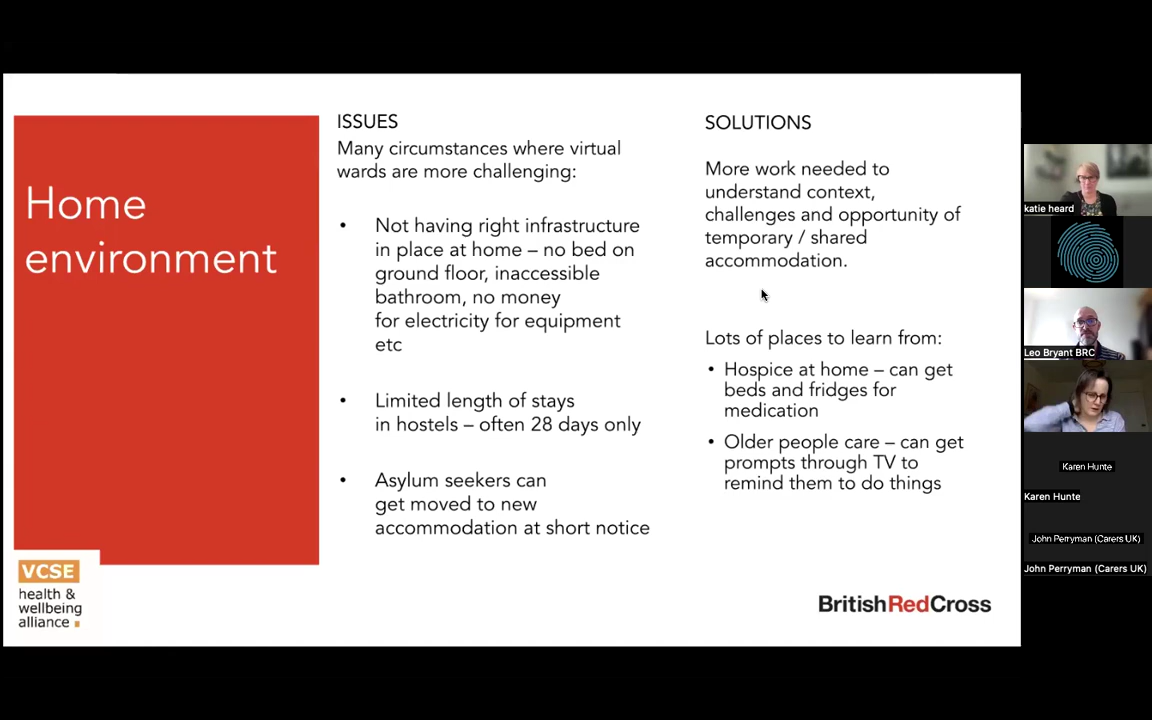 Home
environment
ISSUES
Many circumstances where virtual
wards are more challenging:
• Not having right infrastructure
in place at home – no bed on
ground floor, inaccessible
bathroom, no money
for electricity for equipment
etc
• Limited length of stays
in hostels – often 28 days only
• Asylum seekers can
get moved to new
accommodation at short notice
SOLUTIONS
More work needed to
understand context,
challenges and opportunity of
temporary / shared
accommodation.
Lots of places to learn from:
• Hospice at home – can get
beds and fridges for
medication
• Older people care – can get
prompts through TV to
remind them to do things
VCSE
health &
wellbeing
alliance
BritishRedCross
katie heard
Leo Bryant BRC
Karen Hunte
Karen Hunte
John Perryman (Carers UK)
John Perryman (Carers UK)